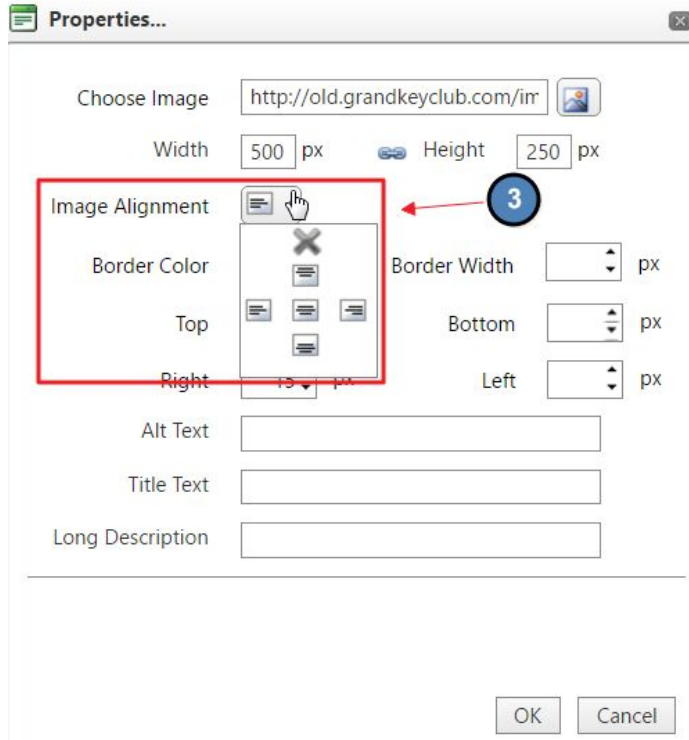 Properties...
Choose Image http://old.grandkeyclub.com/im
Width 500 px Height 250 px
Image Alignment 3
Border Color Border Width px
Top Bottom px
Right 15 px Left px
Alt Text
Title Text
Long Description
OK Cancel